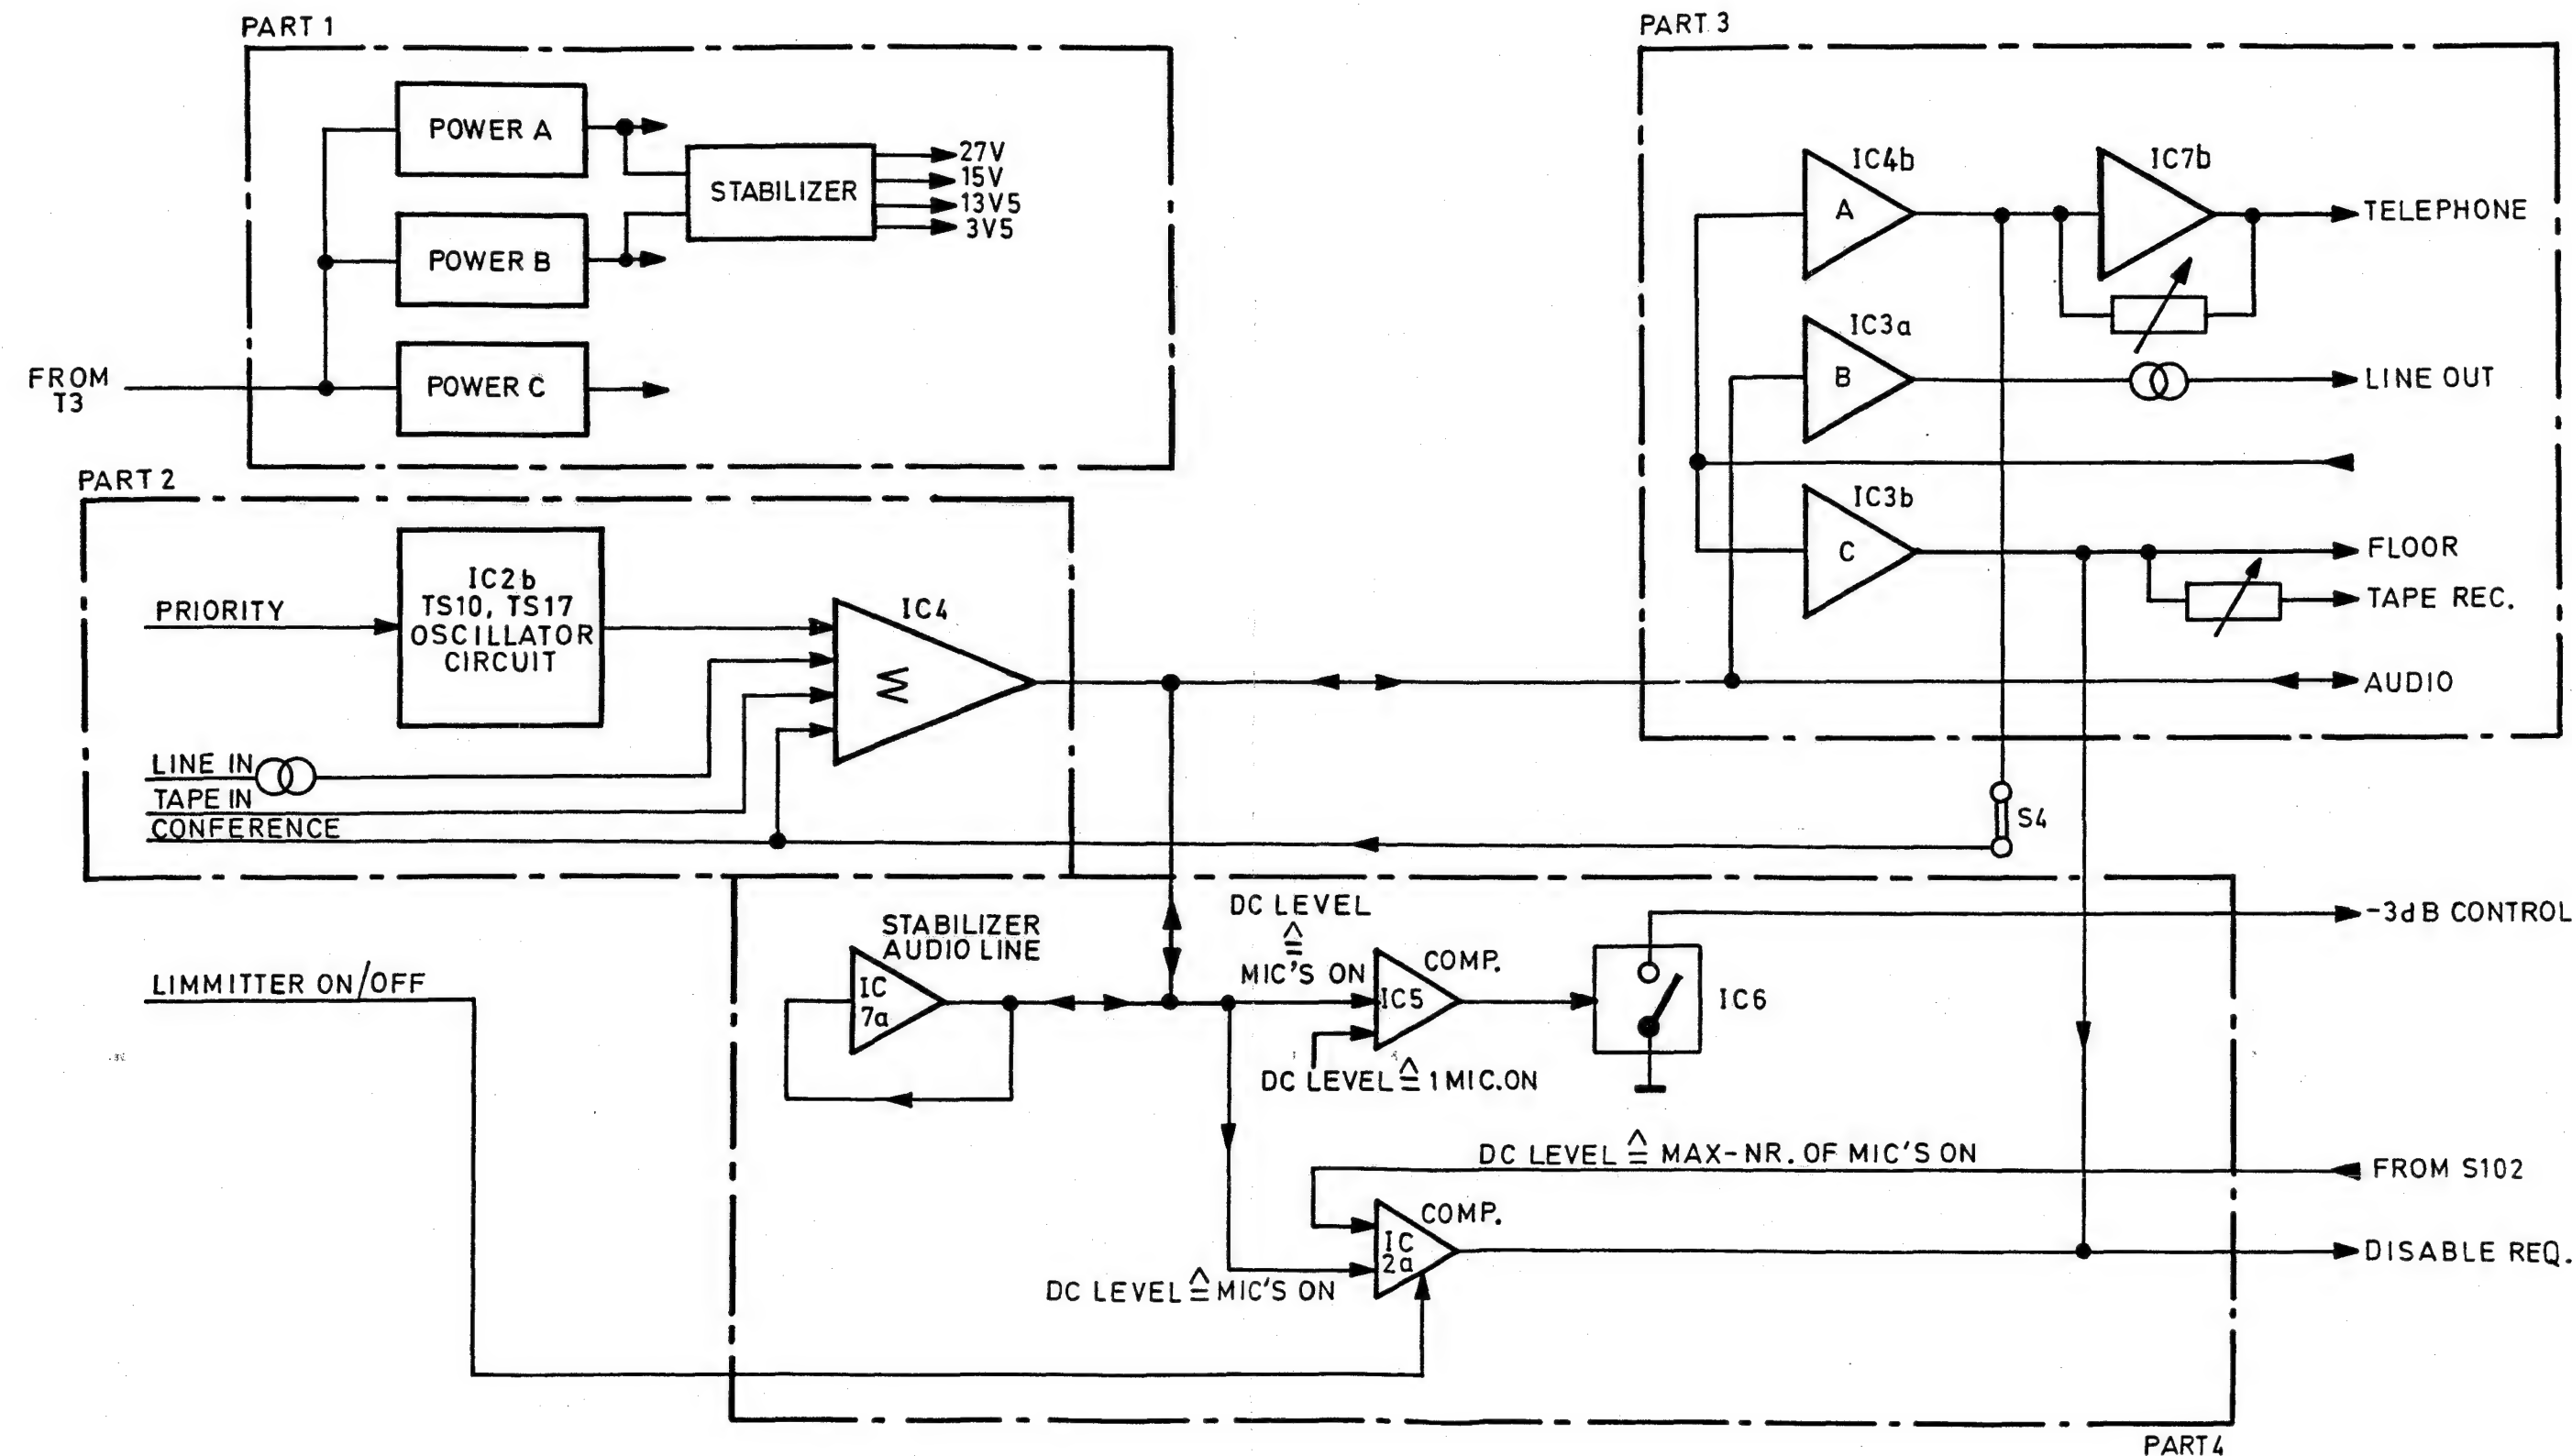 PART 1
POWER A
POWER B
POWER C
STABILIZER
27V
15V
13V5
3V5
FROM
T3
PART 2
PRIORITY
IC2b
TS10, TS17
OSCILLATOR
CIRCUIT
IC4
LINE IN
TAPE IN
CONFERENCE
PART 3
IC4b
A
IC7b
TELEPHONE
IC3a
B
LINE OUT
IC3b
C
FLOOR
TAPE REC.
AUDIO
S4
STABILIZER
AUDIO LINE
IC
7a
DC LEVEL
≙
MIC'S ON
COMP.
IC5
DC LEVEL ≙ 1 MIC.ON
IC6
-3dB CONTROL
LIMMITTER ON/OFF
DC LEVEL ≙ MAX-NR. OF MIC'S ON
FROM S102
COMP.
IC
2a
DC LEVEL ≙ MIC'S ON
DISABLE REQ.
PART 4